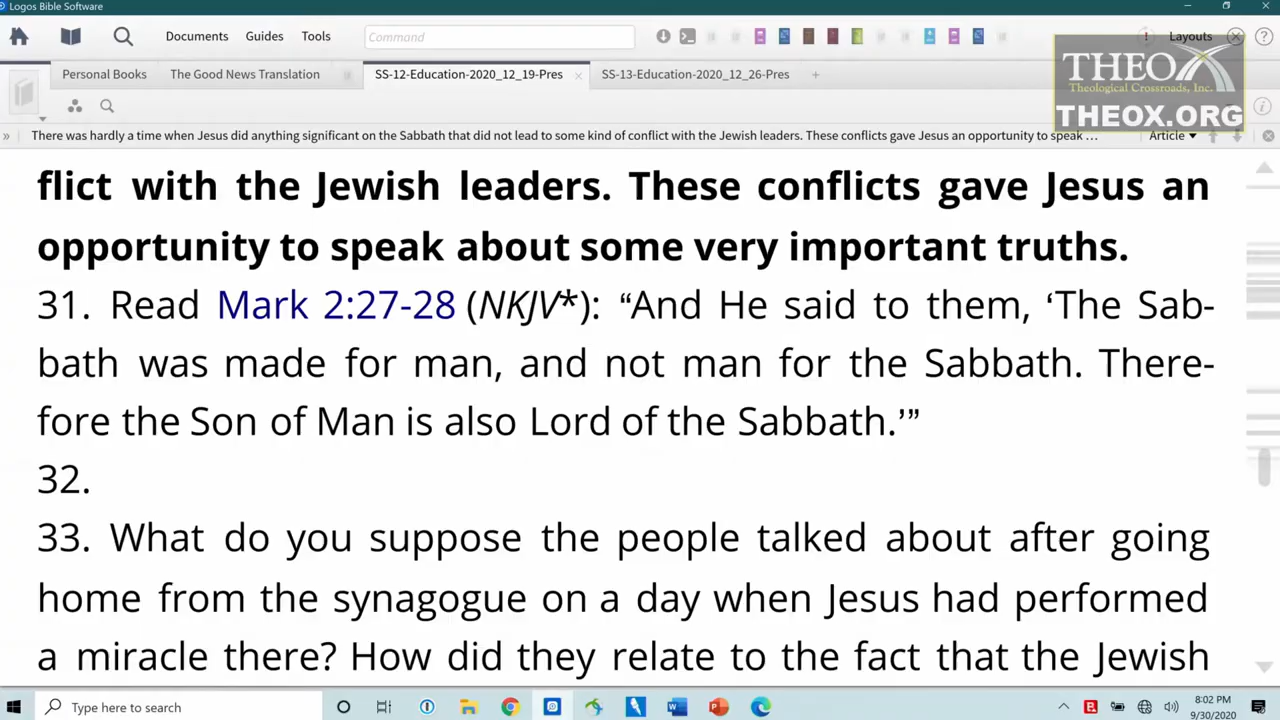 Logos Bible Software
Documents Guides Tools Command Layouts
Personal Books The Good News Translation SS-12-Education-2020_12_19-Pres SS-13-Education-2020_12_26-Pres
THEOX
Theological Crossroads, Inc.
THEOX.ORG
There was hardly a time when Jesus did anything significant on the Sabbath that did not lead to some kind of conflict with the Jewish leaders. These conflicts gave Jesus an opportunity to speak ... Article
flict with the Jewish leaders. These conflicts gave Jesus an
opportunity to speak about some very important truths.
31. Read Mark 2:27-28 (NKJV*): “And He said to them, ‘The Sab-
bath was made for man, and not man for the Sabbath. There-
fore the Son of Man is also Lord of the Sabbath.’”
32.
33. What do you suppose the people talked about after going
home from the synagogue on a day when Jesus had performed
a miracle there? How did they relate to the fact that the Jewish
Type here to search
8:02 PM
9/30/2020